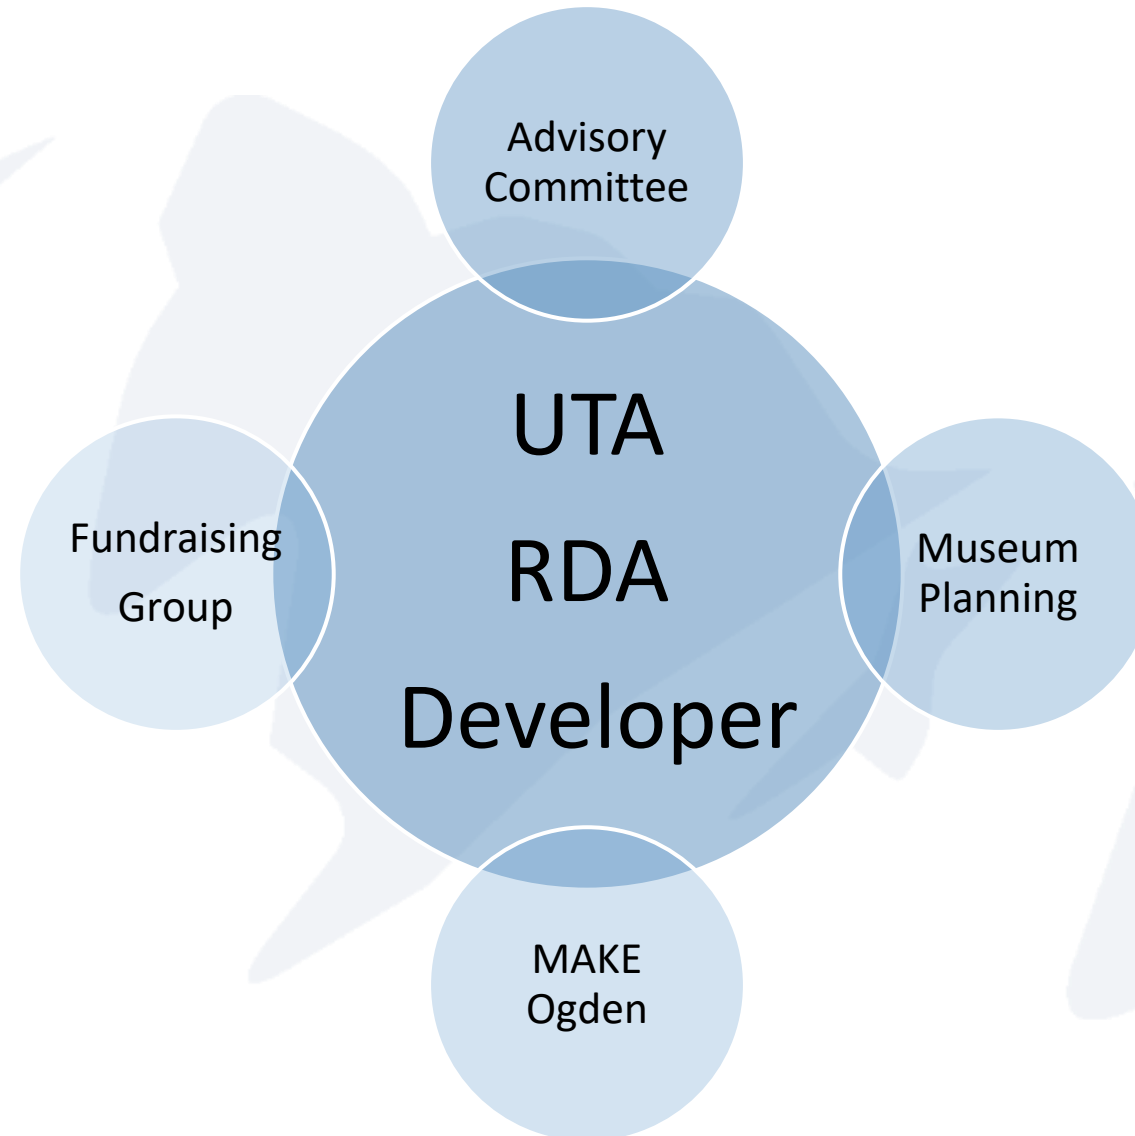 Advisory
Committee
UTA
RDA
Developer
Fundraising
Group
Museum
Planning
MAKE
Ogden